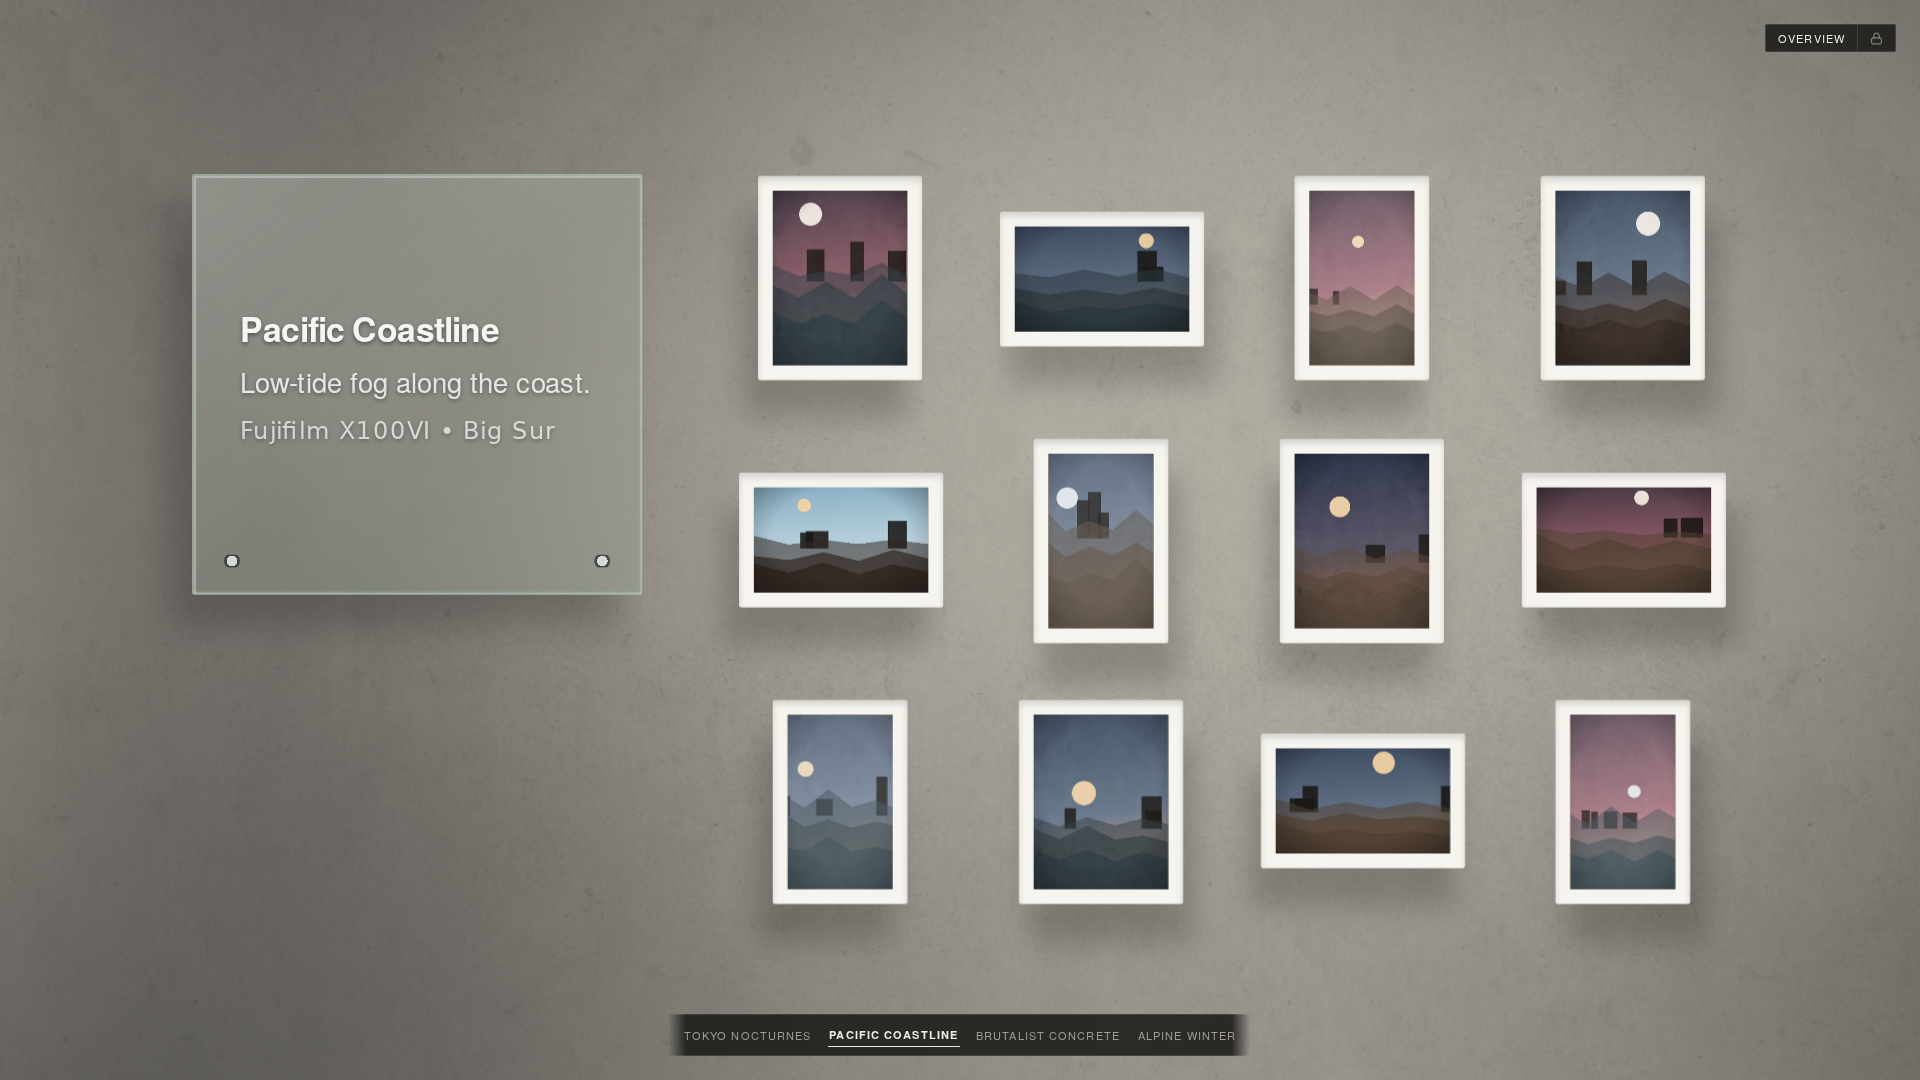 OVERVIEW
Pacific Coastline
Low-tide fog along the coast.
Fujifilm X100VI • Big Sur
TOKYO NOCTURNES PACIFIC COASTLINE BRUTALIST CONCRETE ALPINE WINTER